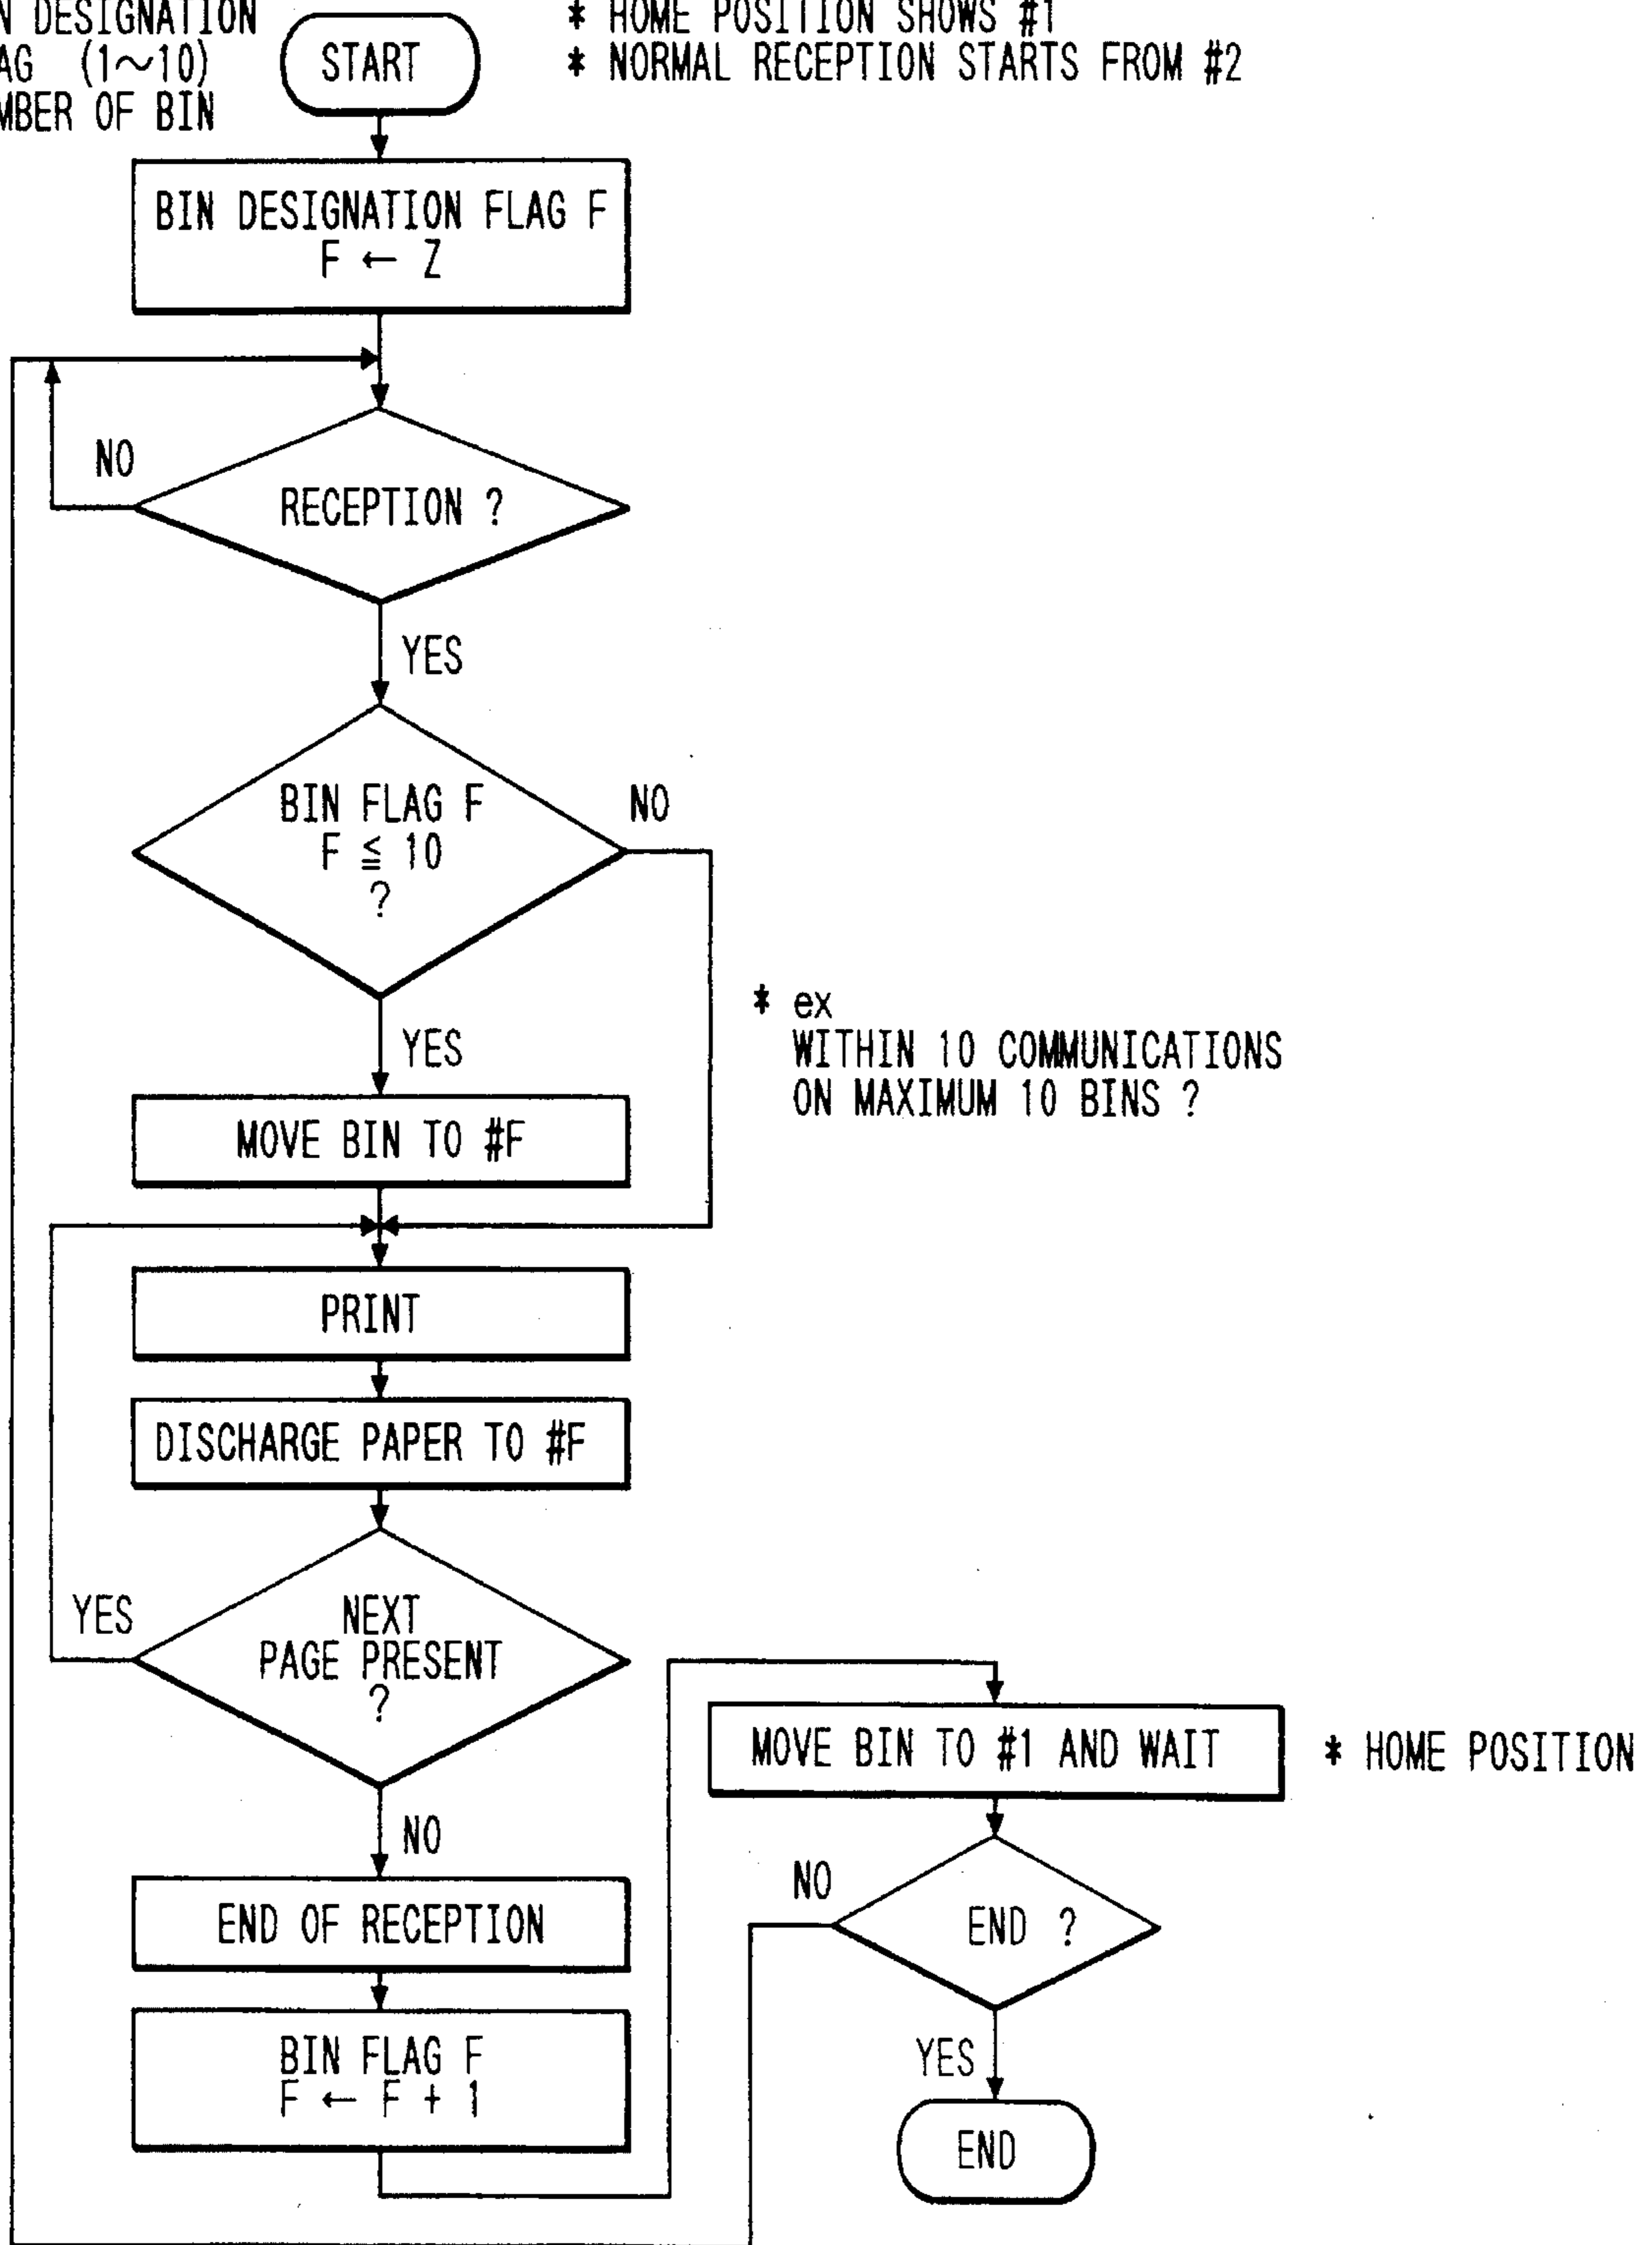 DESIGNATION
(1~10)
OF BIN
* HOME POSITION SHOWS #1
* NORMAL RECEPTION STARTS FROM #2
START
BIN DESIGNATION FLAG F
F ← Z
RECEPTION ?
NO
YES
BIN FLAG F
F ≦ 10
?
NO
YES
* ex
WITHIN 10 COMMUNICATIONS
ON MAXIMUM 10 BINS ?
MOVE BIN TO #F
PRINT
DISCHARGE PAPER TO #F
NEXT
PAGE PRESENT
?
YES
NO
END OF RECEPTION
BIN FLAG F
F ← F + 1
MOVE BIN TO #1 AND WAIT
* HOME POSITION
END ?
NO
YES
END